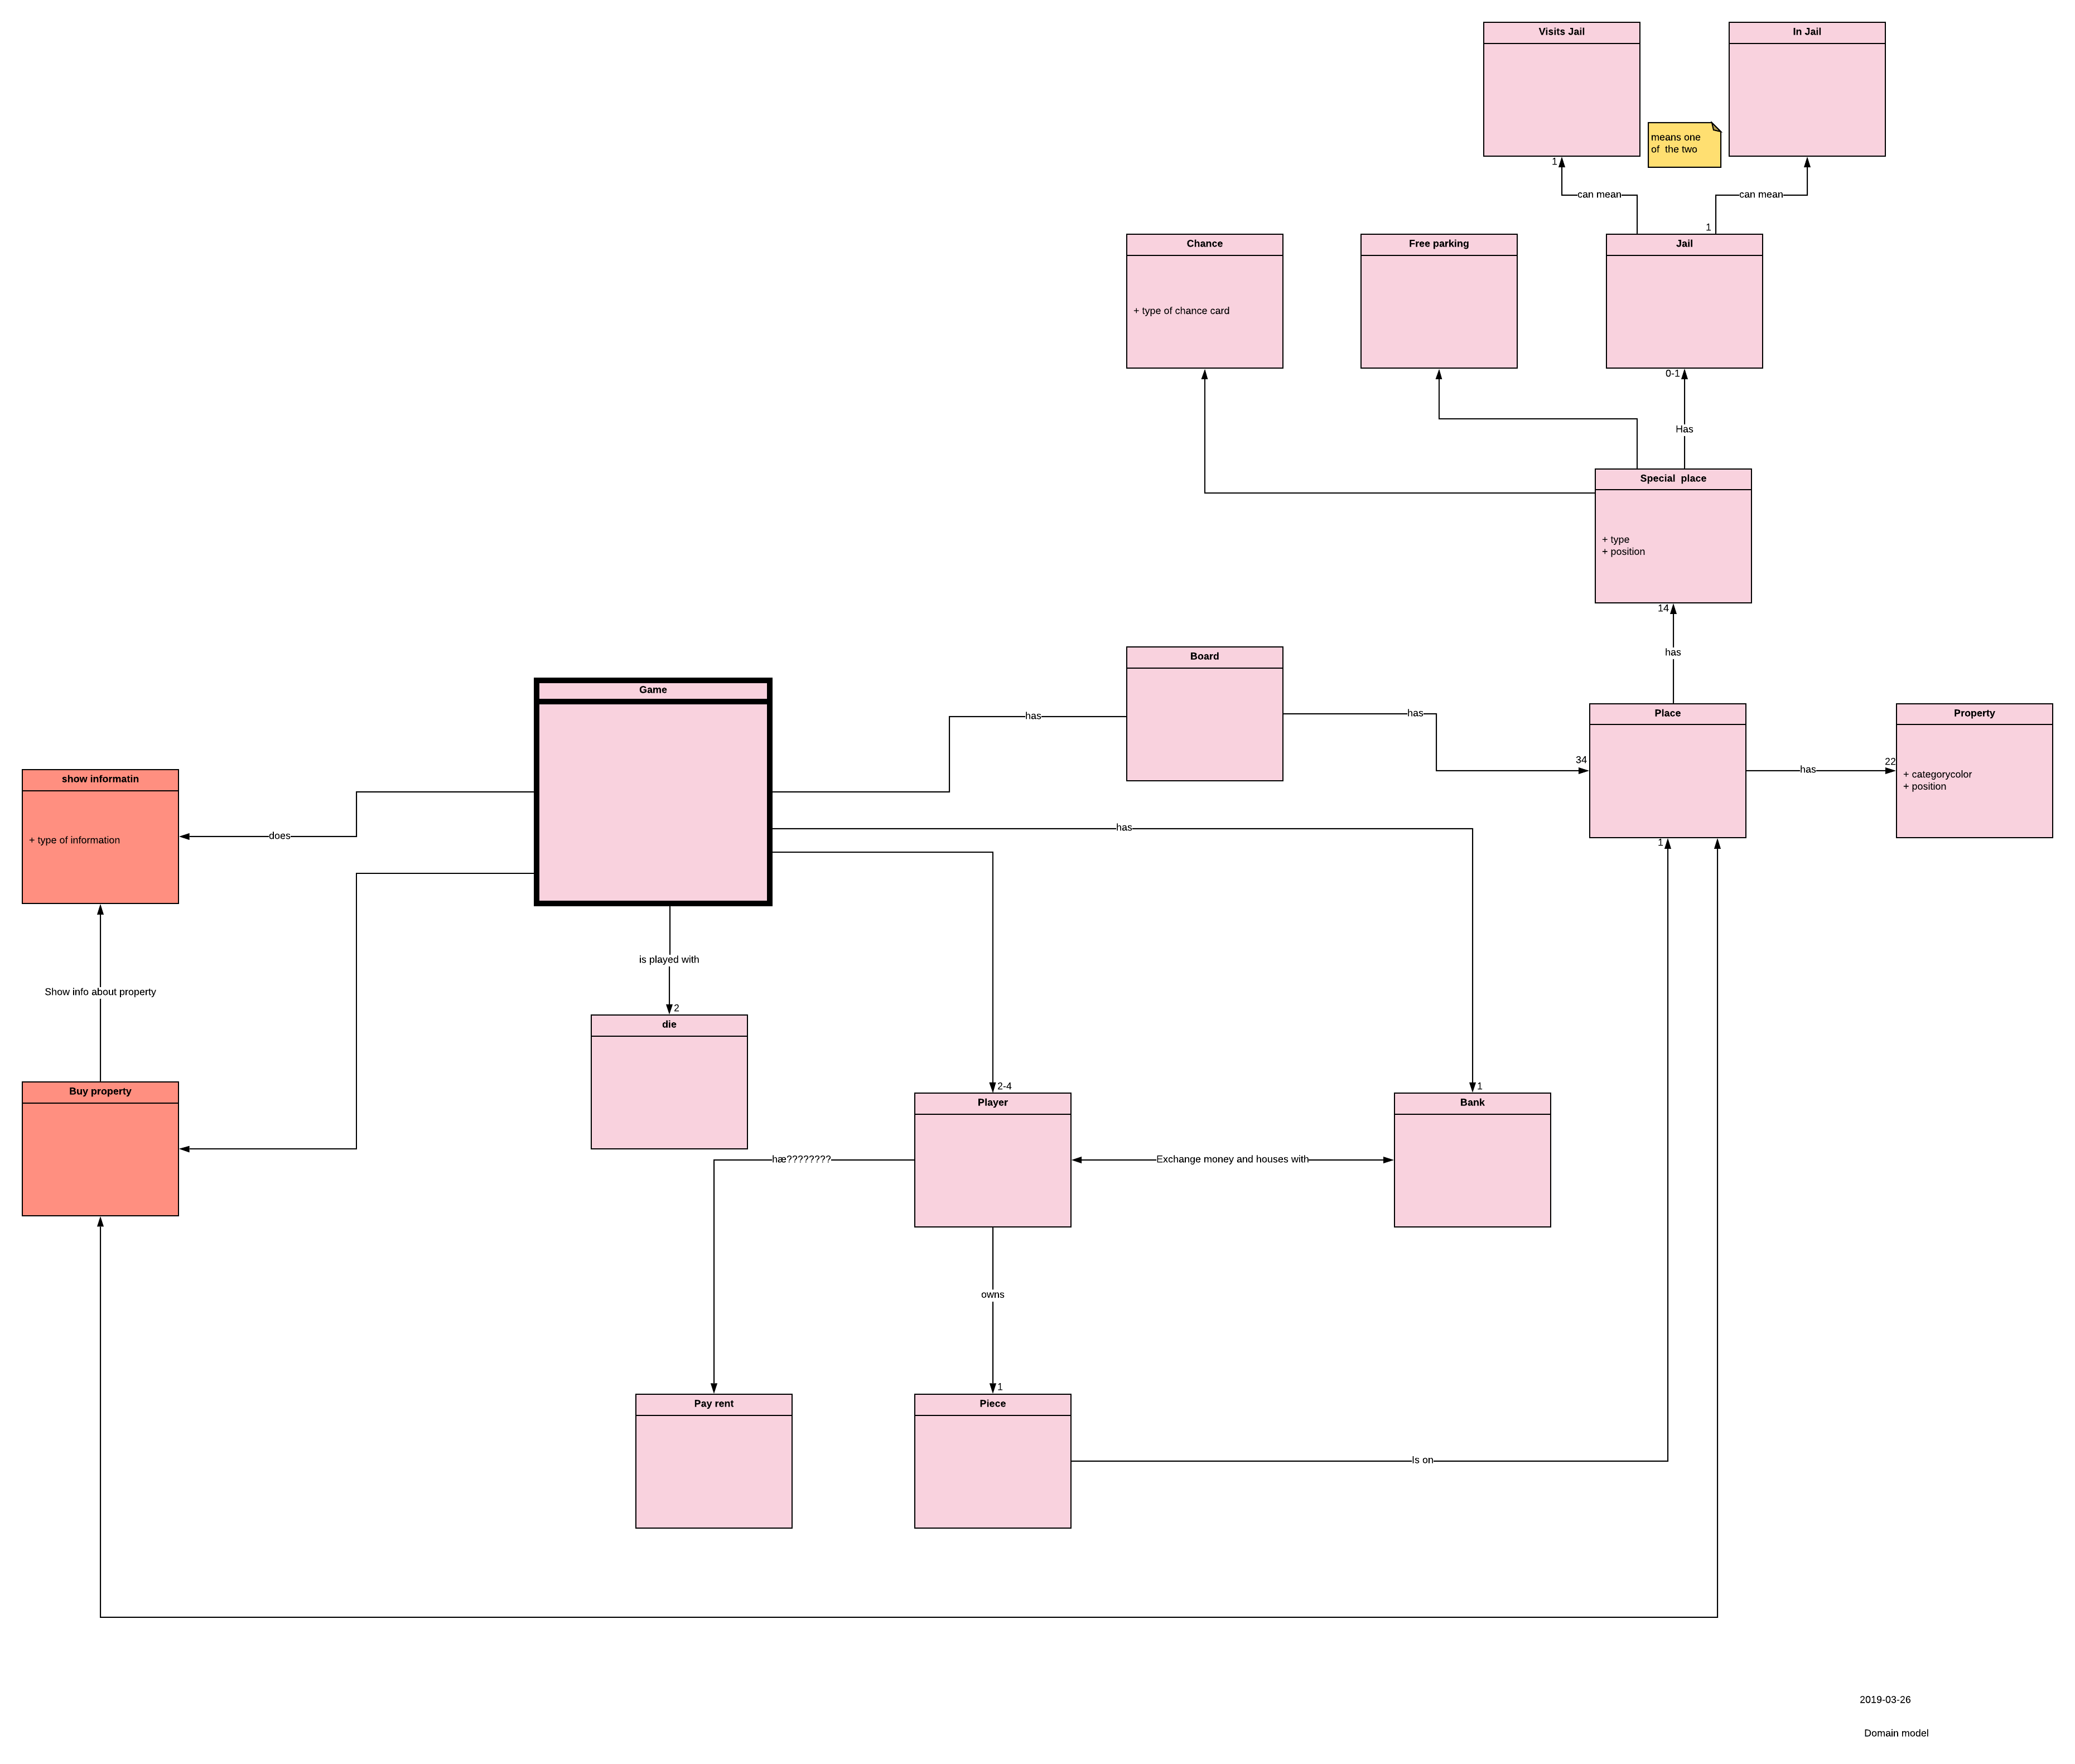 Visits Jail
In Jail
means one
of  the two
1
can mean
can mean
1
Chance
+ type of chance card
Free parking
Jail
0-1
Has
Special  place
+ type
+ position
14
has
Board
Game
has
has
34
Place
has
22
Property
+ categorycolor
+ position
show informatin
+ type of information
does
has
1
Show info about property
is played with
2
die
Buy property
2-4
Player
1
Bank
hæ????????
Exchange money and houses with
owns
1
Pay rent
Piece
Is on
2019-03-26
Domain model